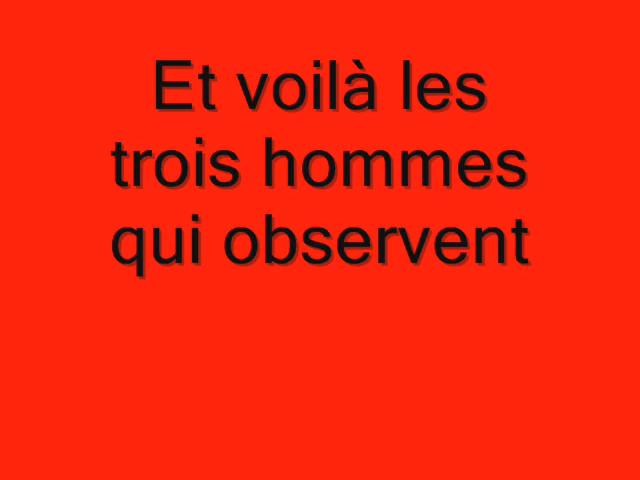 Et voilà les
trois hommes
qui observent